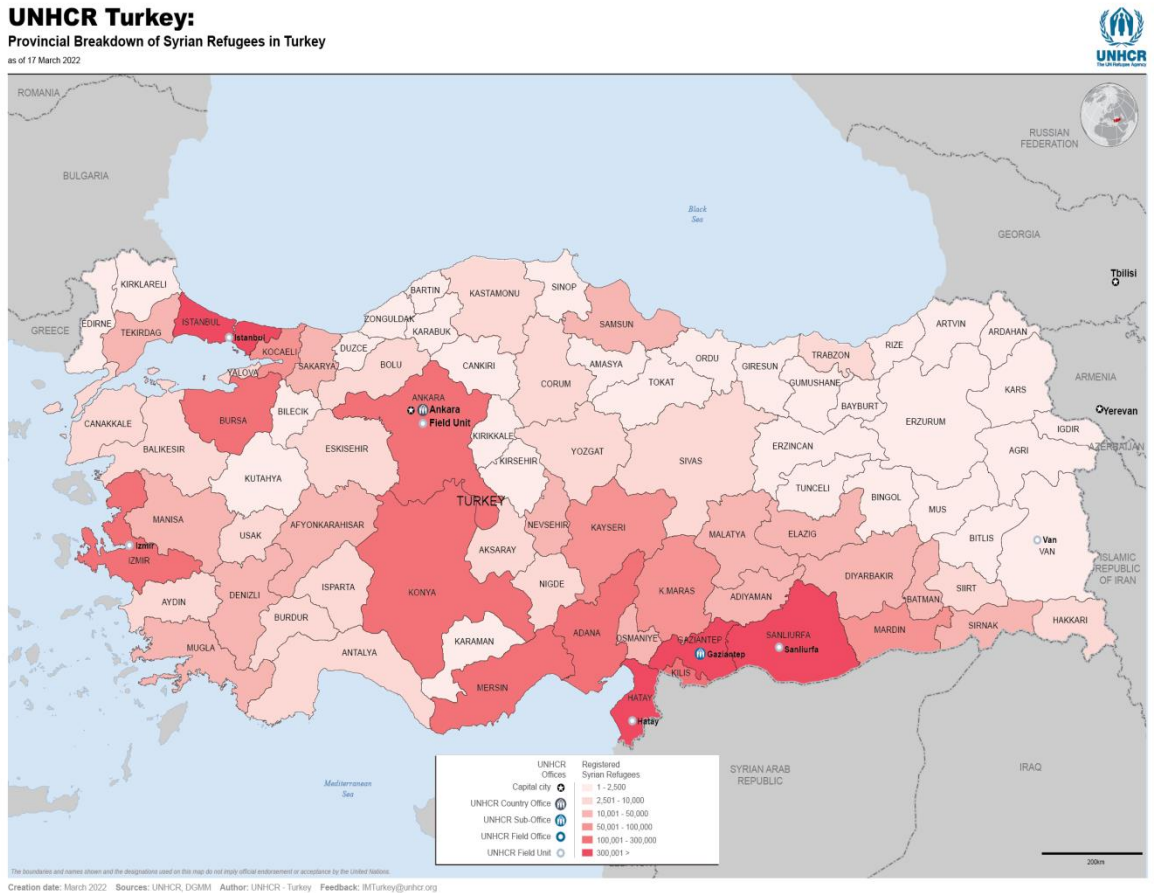 UNHCR Turkey:
Provincial Breakdown of Syrian Refugees in Turkey
as of 17 March 2022
UNHCR
The UN Refugee Agency
ROMANIA
RUSSIAN
FEDERATION
BULGARIA
Black
Sea
GEORGIA
Tbilisi
KIRKLARELI
BARTIN
KASTAMONU
SINOP
EDIRNE
ISTANBUL
ZONGULDAK
SAMSUN
ARTVIN
ARDAHAN
GREECE
TEKIRDAG
Istanbul
KARABUK
KOCAELI
DUZCE
TRABZON
RIZE
SAKARYA
BOLU
CANKIRI
AMASYA
ORDU
GIRESUN
YALOVA
CORUM
TOKAT
GUMUSHANE
KARS
ARMENIA
ANKARA
Ankara
BILECIK
BAYBURT
Yerevan
CANAKKALE
BURSA
Field Unit
ERZURUM
IGDIR
KIRIKKALE
BALIKESIR
ESKISEHIR
YOZGAT
ERZINCAN
AGRI
AZERBAIJAN
KIRSEHIR
SIVAS
KUTAHYA
TUNCELI
BINGOL
TURKEY
MUS
MANISA
AFYONKARAHISAR
NEVSEHIR
KAYSERI
USAK
MALATYA
ELAZIG
BITLIS
Van
VAN
Izmir
IZMIR
AKSARAY
ISLAMIC
REPUBLIC
OF IRAN
DIYARBAKIR
NIGDE
ISPARTA
SIIRT
DENIZLI
KONYA
K.MARAS
ADIYAMAN
BATMAN
AYDIN
BURDUR
HAKKARI
SIRNAK
MARDIN
ADANA
OSMANIYE
GAZIANTEP
SANLIURFA
KARAMAN
MUGLA
ANTALYA
Gaziantep
Sanliurfa
KILIS
MERSIN
HATAY
Hatay
Mediterranean
Sea
SYRIAN ARAB
REPUBLIC
IRAQ
UNHCR
Offices
Capital city
UNHCR Country Office
UNHCR Sub-Office
UNHCR Field Office
UNHCR Field Unit
Registered
Syrian Refugees
1 - 2,500
2,501 - 10,000
10,001 - 50,000
50,001 - 100,000
100,001 - 300,000
300,001 >
200km
The boundaries and names shown and the designations used on this map do not imply official endorsement or acceptance by the United Nations.
Creation date: March 2022 Sources: UNHCR, DGMM Author: UNHCR - Turkey Feedback: IMTurkey@unhcr.org